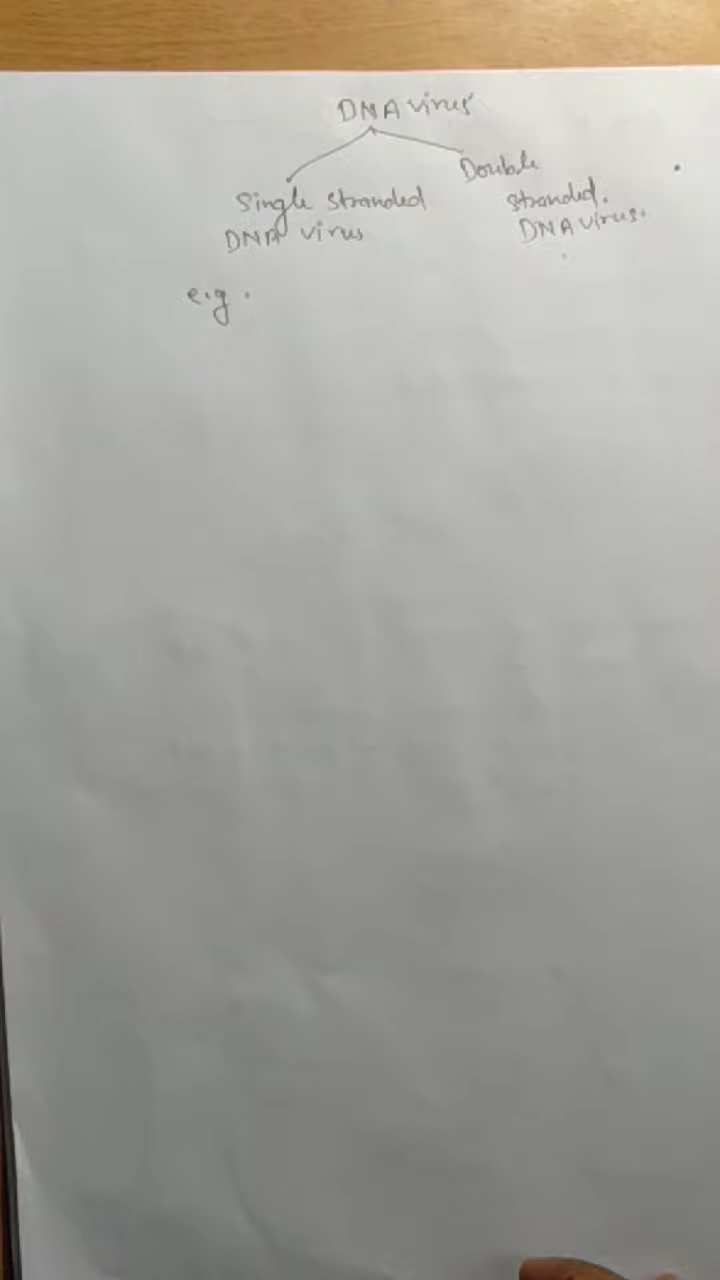 DNA virus
Single stranded
DNA virus
Double
stranded.
DNA virus.
e.g.